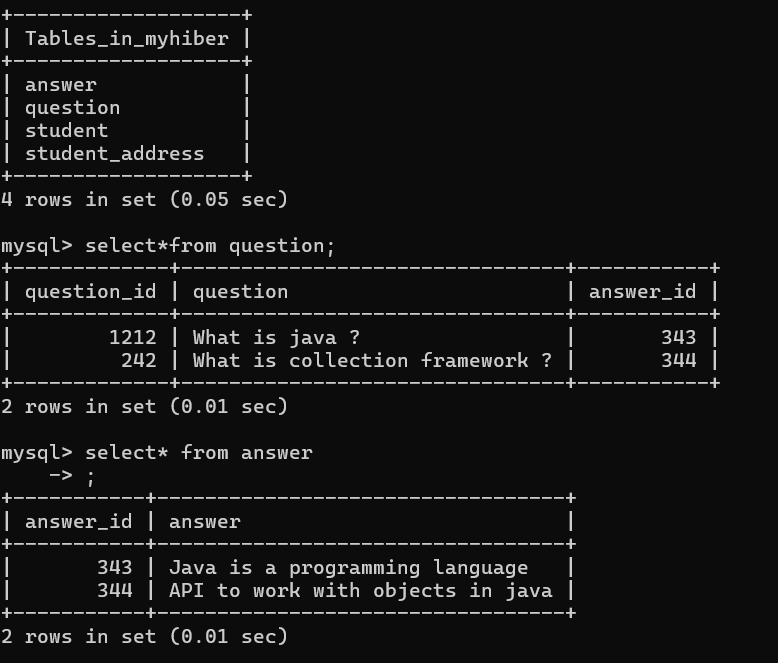 +-------------------+
| Tables_in_myhiber |
+-------------------+
| answer            |
| question          |
| student           |
| student_address   |
+-------------------+
4 rows in set (0.05 sec)

mysql> select*from question;
+-------------+--------------------------------+-----------+
| question_id | question                       | answer_id |
+-------------+--------------------------------+-----------+
|        1212 | What is java ?                 |       343 |
|         242 | What is collection framework ? |       344 |
+-------------+--------------------------------+-----------+
2 rows in set (0.01 sec)

mysql> select* from answer
    -> ;
+-----------+----------------------------------+
| answer_id | answer                           |
+-----------+----------------------------------+
|       343 | Java is a programming language   |
|       344 | API to work with objects in java |
+-----------+----------------------------------+
2 rows in set (0.01 sec)